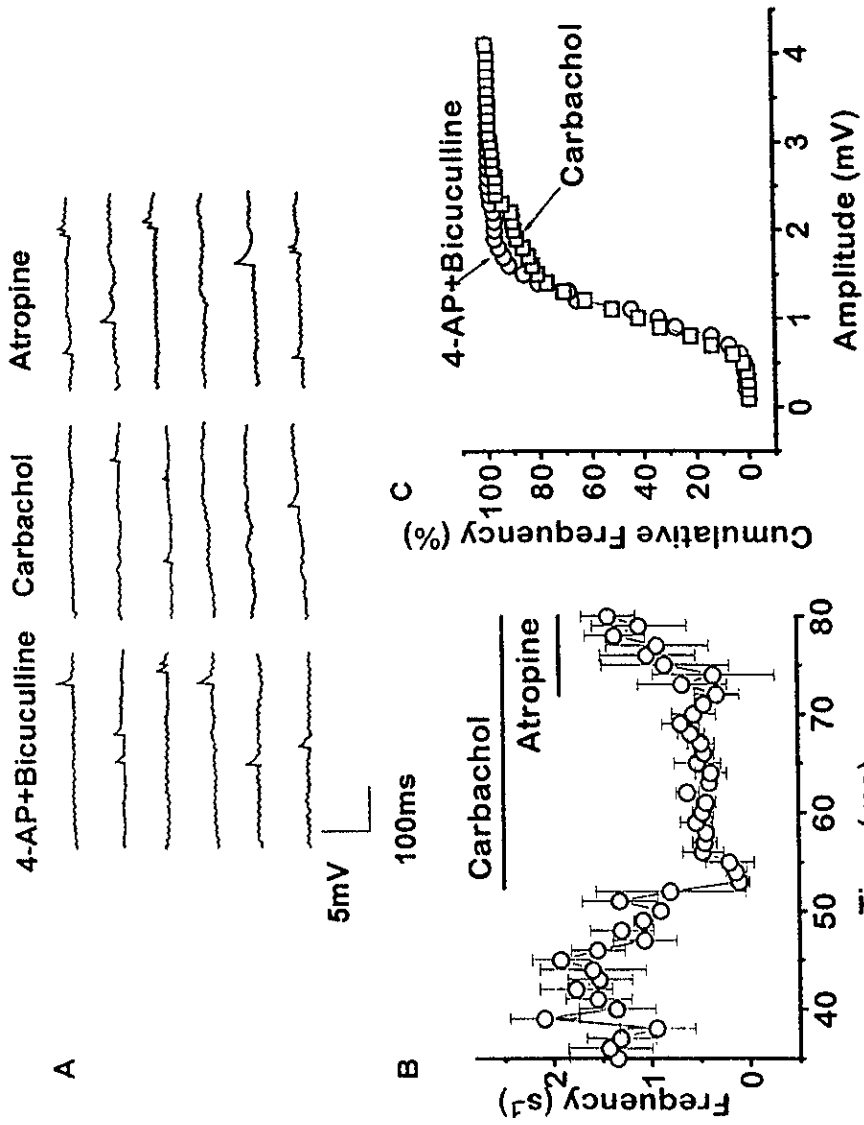 A
4-AP+Bicuculline Carbachol Atropine
5mV
100ms
B
Frequency (s-1)
2
1
0
40 50 60 70 80
Carbachol
Atropine
C
Cumulative Frequency (%)
100
80
60
40
20
0
0 1 2 3 4
Amplitude (mV)
4-AP+Bicuculline
Carbachol